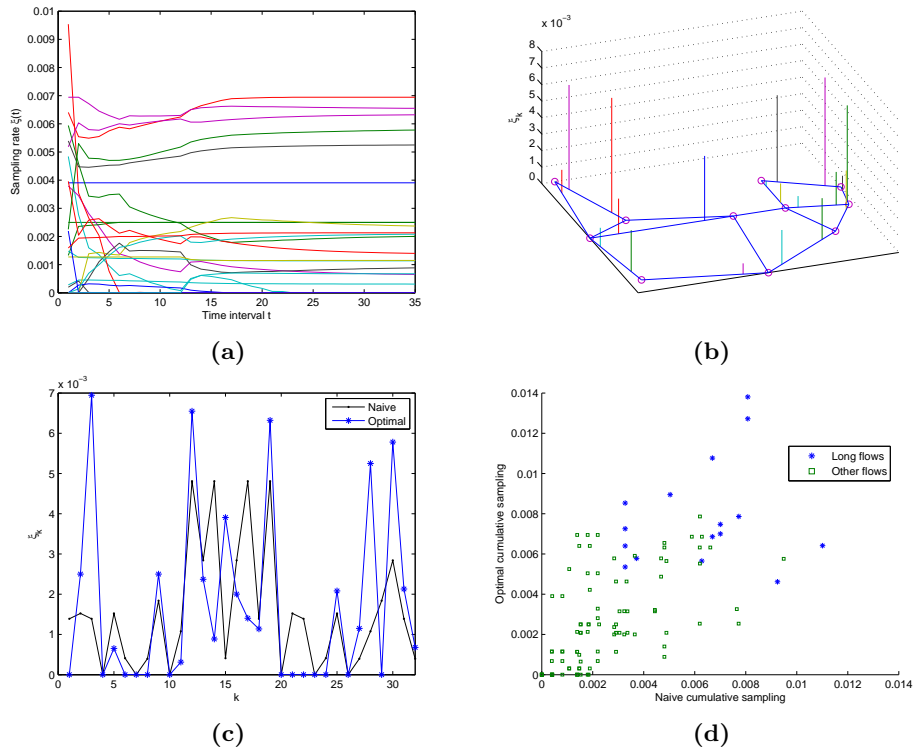 0.01
0.009
0.008
0.007
0.006
0.005
0.004
0.003
0.002
0.001
0
Sampling rate ξ(t)
0 5 10 15 20 25 30 35
Time interval t
(a)
x 10⁻³
8
7
6
5
4
3
2
1
0
ξk
(b)
x 10⁻³
7
6
5
4
3
2
1
0
ξk
Naive
Optimal
0 5 10 15 20 25 30
k
(c)
0.014
0.012
0.01
0.008
0.006
0.004
0.002
0
Optimal cumulative sampling
Long flows
Other flows
0 0.002 0.004 0.006 0.008 0.01 0.012 0.014
Naive cumulative sampling
(d)